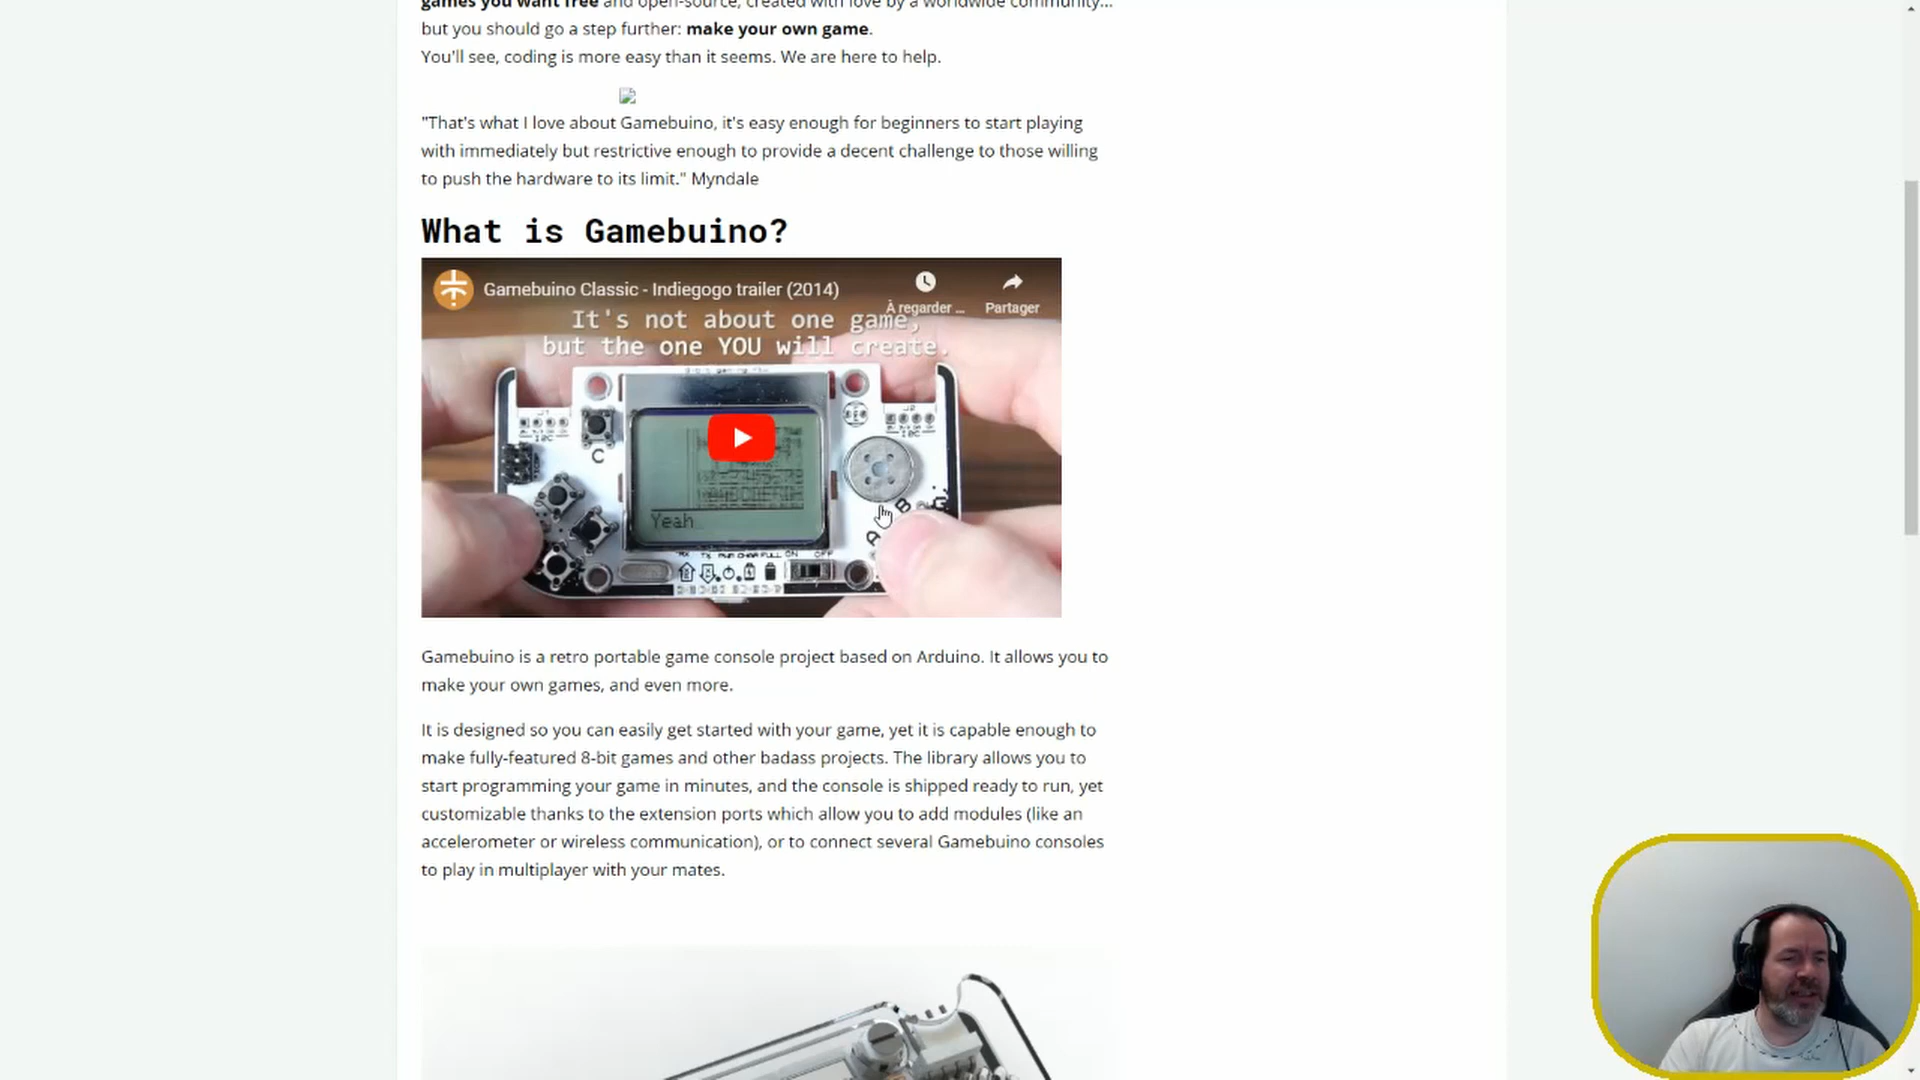 games you want free and open-source, created with love by a worldwide community...
but you should go a step further: make your own game.
You'll see, coding is more easy than it seems. We are here to help.
"That's what I love about Gamebuino, it's easy enough for beginners to start playing
with immediately but restrictive enough to provide a decent challenge to those willing
to push the hardware to its limit." Myndale
What is Gamebuino?
Gamebuino Classic - Indiegogo trailer (2014)
À regarder ...
Partager
It's not about one game,
but the one YOU will create.
J1
J2
I2C
I2C
C
B
A
Yeah
ON OFF
Gamebuino is a retro portable game console project based on Arduino. It allows you to
make your own games, and even more.
It is designed so you can easily get started with your game, yet it is capable enough to
make fully-featured 8-bit games and other badass projects. The library allows you to
start programming your game in minutes, and the console is shipped ready to run, yet
customizable thanks to the extension ports which allow you to add modules (like an
accelerometer or wireless communication), or to connect several Gamebuino consoles
to play in multiplayer with your mates.